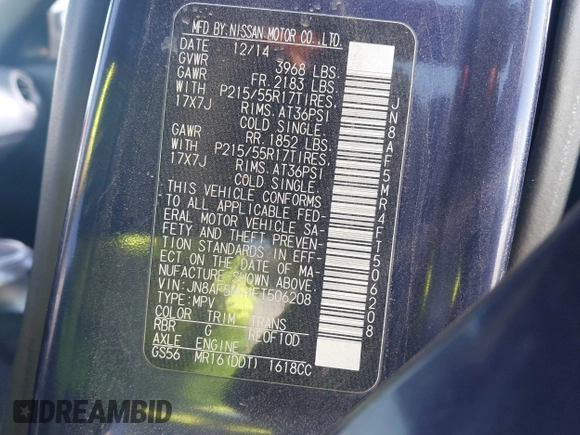 MFD BY:NISSAN MOTOR CO.,LTD.
DATE 12/14
GVWR 3968 LBS.
GAWR FR.2183 LBS.
WITH P215/55R17TIRES,
17X7J RIMS,AT36PSI
COLD SINGLE.
GAWR RR.1852 LBS.
WITH P215/55R17TIRES,
17X7J RIMS,AT36PSI
COLD SINGLE.
THIS VEHICLE CONFORMS
TO ALL APPLICABLE FED-
ERAL MOTOR VEHICLE SA-
FETY AND THEFT PREVEN-
TION STANDARDS IN EFF-
ECT ON THE DATE OF MA-
NUFACTURE SHOWN ABOVE.
VIN:JN8AF5MR4FT506208
TYPE:MPV
COLOR TRIM TRANS
RBR G RE0F10D
AXLE ENGINE
GS56 MR16(DDT) 1618CC
JN8AF5MR4FT506208
DREAMBID